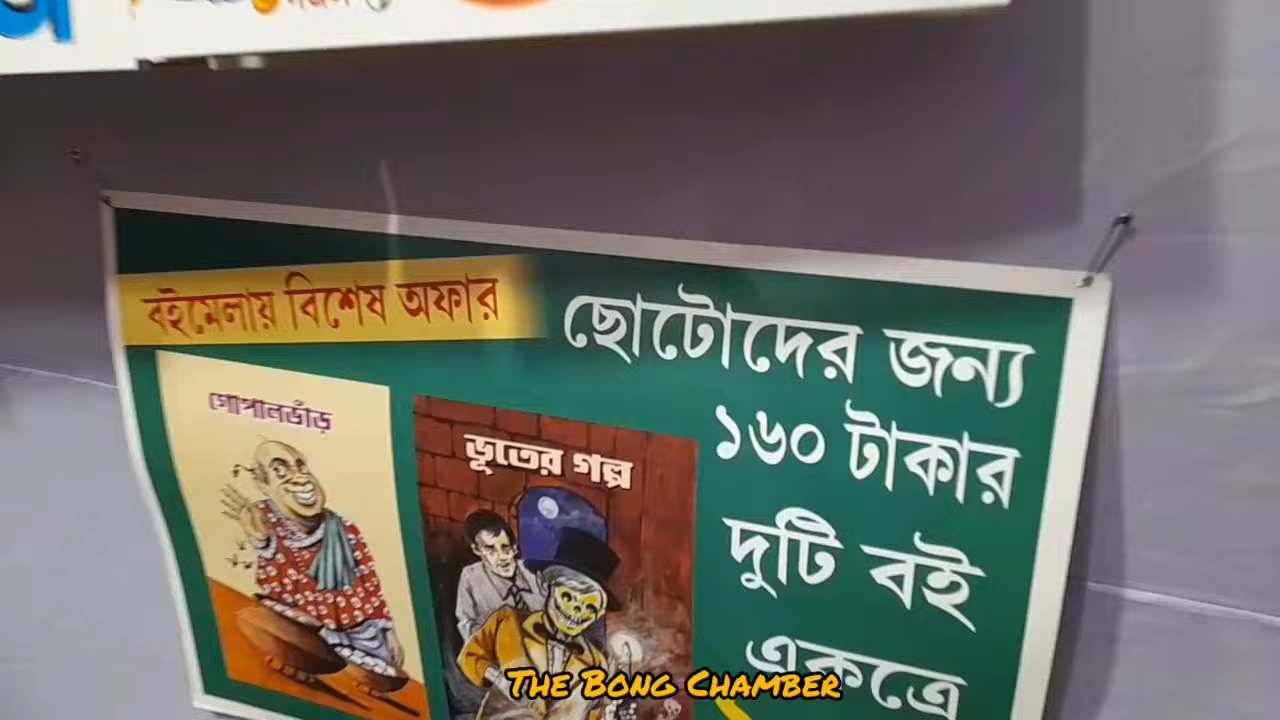 বইমেলায় বিশেষ অফার
ছোটোদের জন্য
১৬০ টাকার
দুটি বই
একত্রে
গোপালভাঁড়
ভূতের গল্প
The Bong Chamber